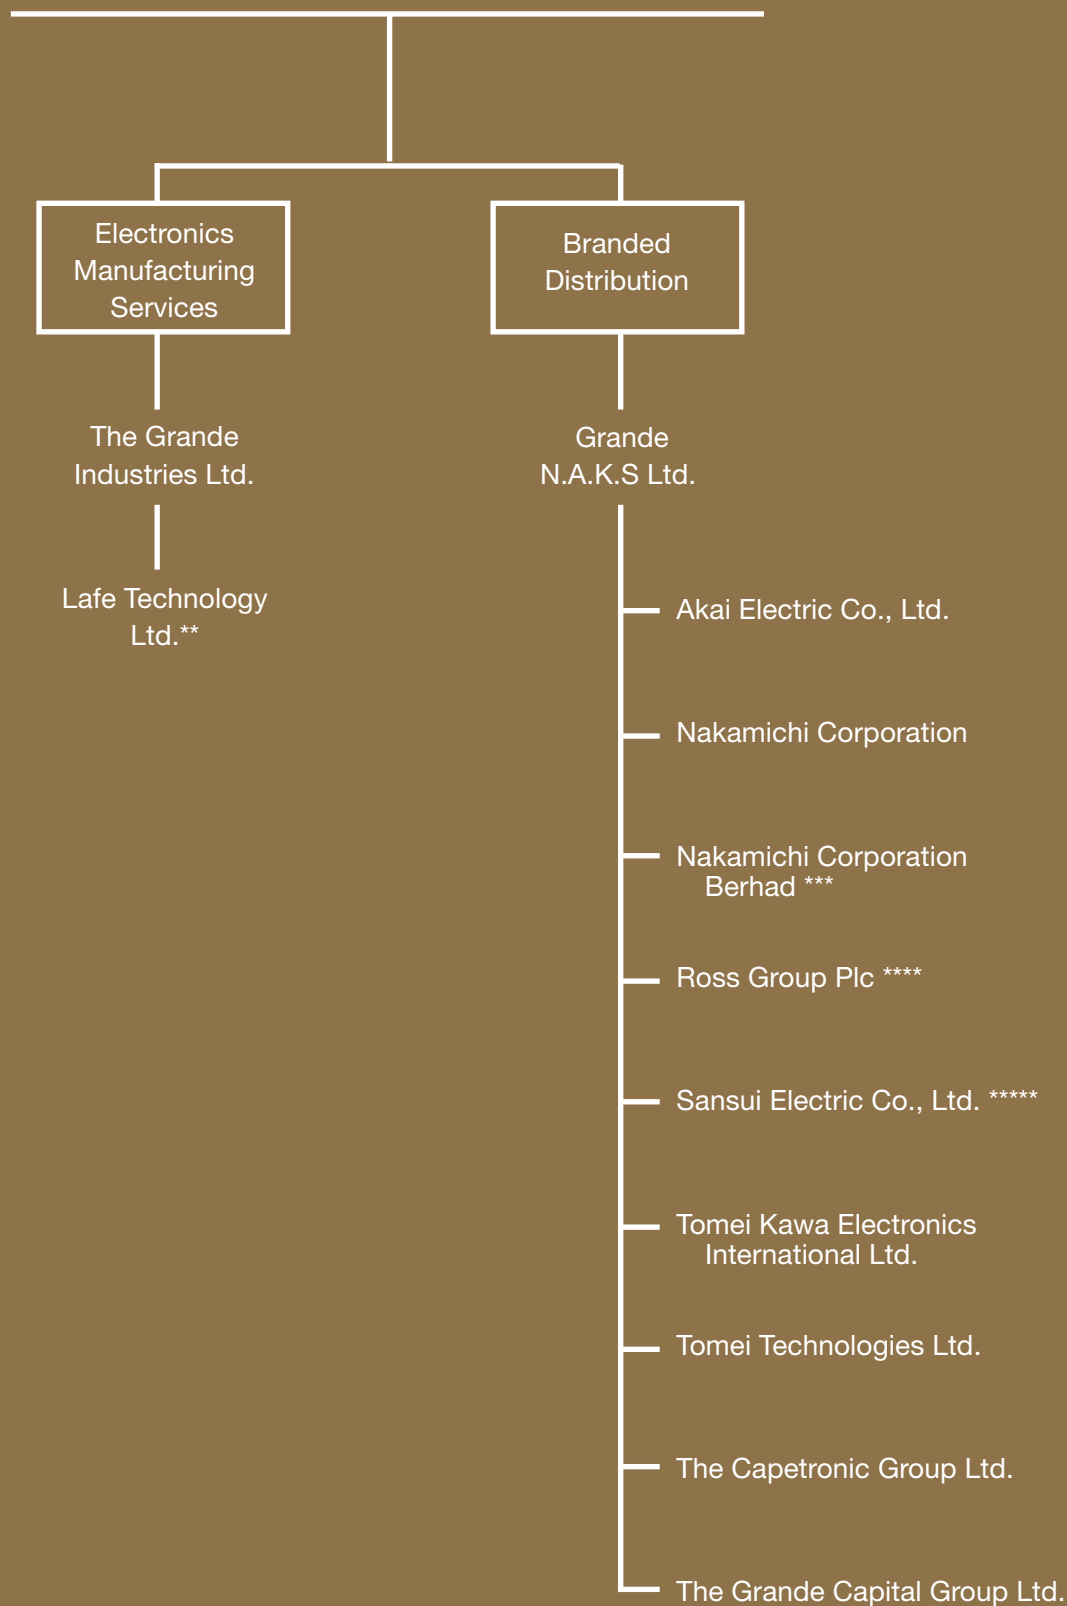 Electronics
Manufacturing
Services
Branded
Distribution
The Grande
Industries Ltd.
Grande
N.A.K.S Ltd.
Lafe Technology
Ltd.**
Akai Electric Co., Ltd.
Nakamichi Corporation
Nakamichi Corporation
Berhad ***
Ross Group Plc ****
Sansui Electric Co., Ltd. *****
Tomei Kawa Electronics
International Ltd.
Tomei Technologies Ltd.
The Capetronic Group Ltd.
The Grande Capital Group Ltd.